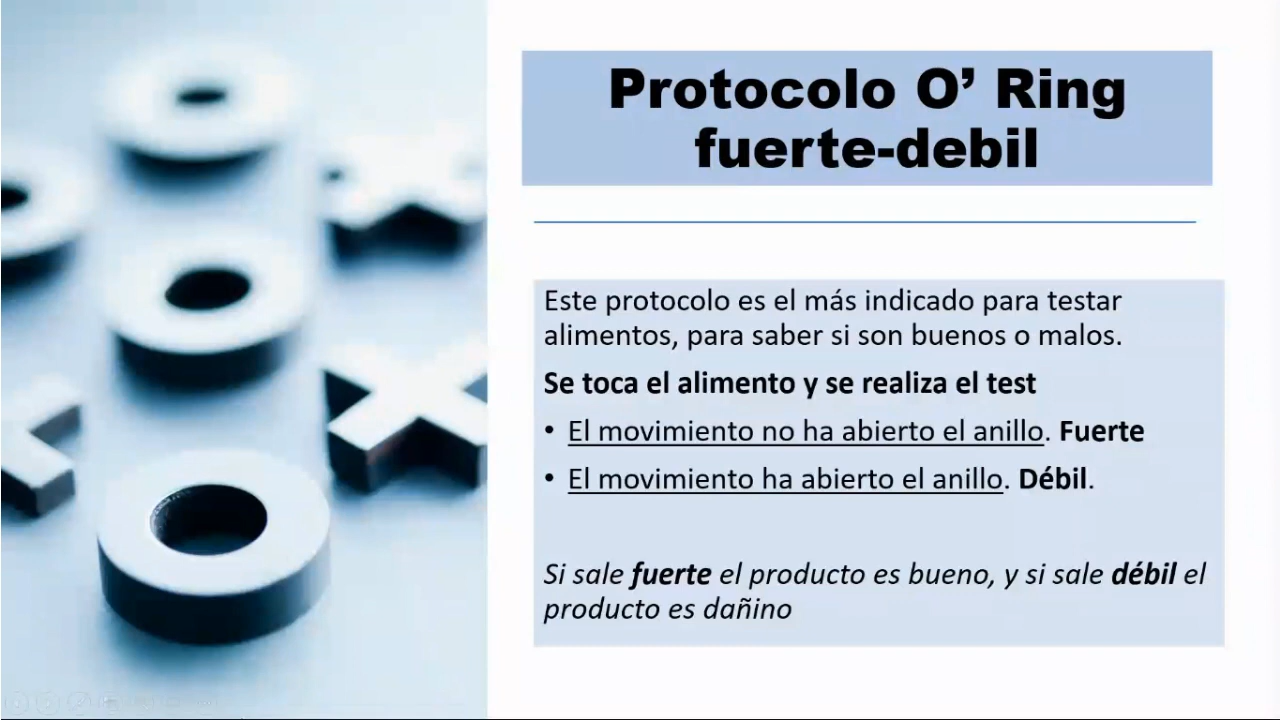 Protocolo O’ Ring
fuerte-debil
Este protocolo es el más indicado para testar
alimentos, para saber si son buenos o malos.
Se toca el alimento y se realiza el test
• El movimiento no ha abierto el anillo. Fuerte
• El movimiento ha abierto el anillo. Débil.
Si sale fuerte el producto es bueno, y si sale débil el
producto es dañino